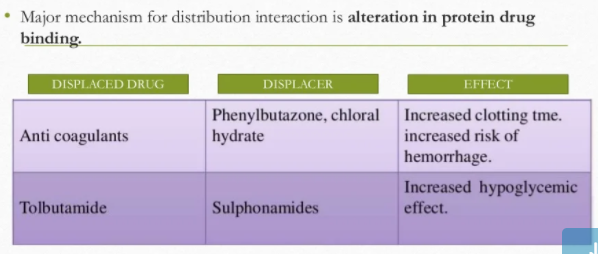 • Major mechanism for distribution interaction is alteration in protein drug
binding.
DISPLACED DRUG DISPLACER EFFECT
Anti coagulants
Phenylbutazone, chloral
hydrate
Increased clotting tme.
increased risk of
hemorrhage.
Tolbutamide
Sulphonamides
Increased hypoglycemic
effect.